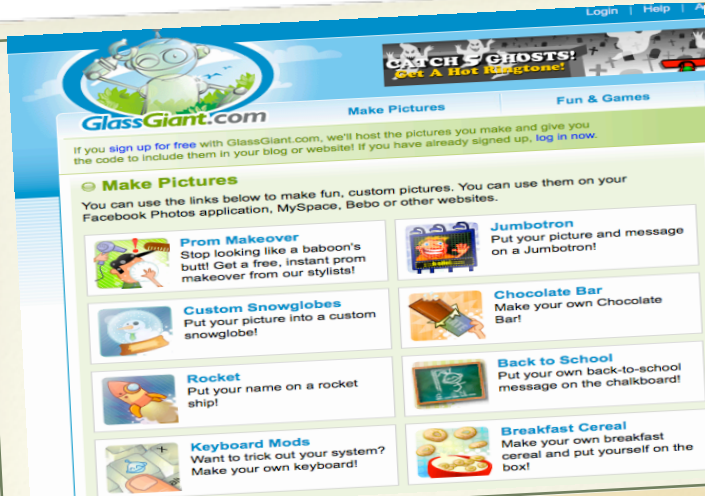 Login | Help |
CATCH 5 GHOSTS!
Get A Hot Ringtone!
GlassGiant.com
Make Pictures
Fun & Games
If you sign up for free with GlassGiant.com, we'll host the pictures you make and give you
the code to include them in your blog or website! If you have already signed up, log in now.
Make Pictures
You can use the links below to make fun, custom pictures. You can use them on your
Facebook Photos application, MySpace, Bebo or other websites.
Prom Makeover
Stop looking like a baboon's
butt! Get a free, instant prom
makeover from our stylists!
Jumbotron
Put your picture and message
on a Jumbotron!
Custom Snowglobes
Put your picture into a custom
snowglobe!
Chocolate Bar
Make your own Chocolate
Bar!
Rocket
Put your name on a rocket
ship!
Back to School
Put your own back-to-school
message on the chalkboard!
Keyboard Mods
Want to trick out your system?
Make your own keyboard!
Breakfast Cereal
Make your own breakfast
cereal and put yourself on the
box!